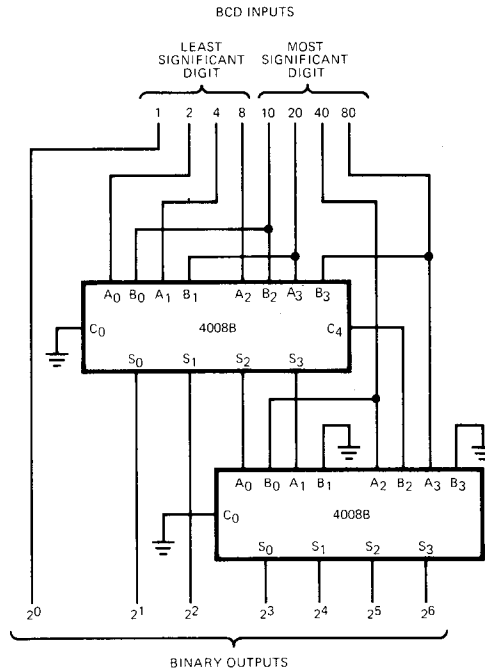 BCD INPUTS
LEAST SIGNIFICANT DIGIT
MOST SIGNIFICANT DIGIT
1 2 4 8 10 20 40 80
A0 B0 A1 B1 A2 B2 A3 B3
C0 4008B C4
S0 S1 S2 S3
A0 B0 A1 B1 A2 B2 A3 B3
C0 4008B
S0 S1 S2 S3
2^0 2^1 2^2 2^3 2^4 2^5 2^6
BINARY OUTPUTS